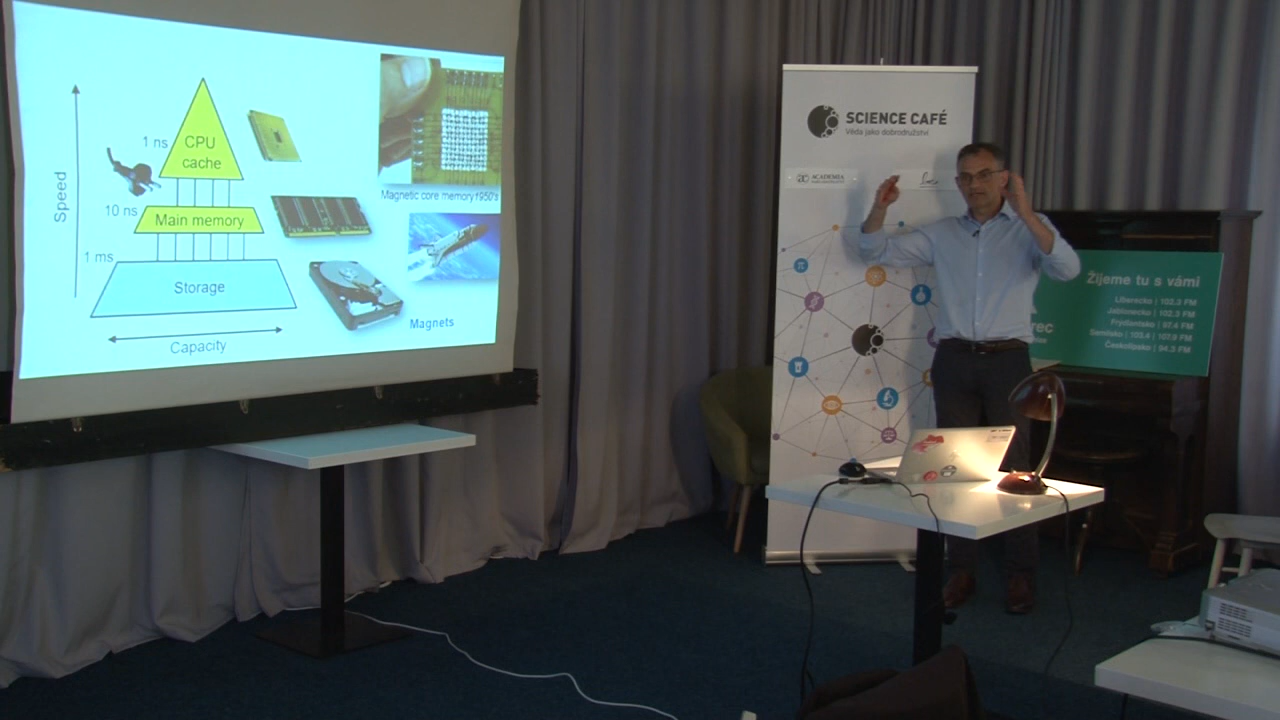 Speed
1 ns
CPU
cache
10 ns
Main memory
1 ms
Storage
Capacity
Magnetic core memory 1950's
Magnets
SCIENCE CAFÉ
Věda jako dobrodružství
ACADEMIA
Žijeme tu s vámi
Liberecko | 102.3 FM
Jablonecko | 102.3 FM
Frýdlantsko | 97.4 FM
Semilsko | 103.6 | 107.9 FM
Českolipsko | 94.3 FM
rec